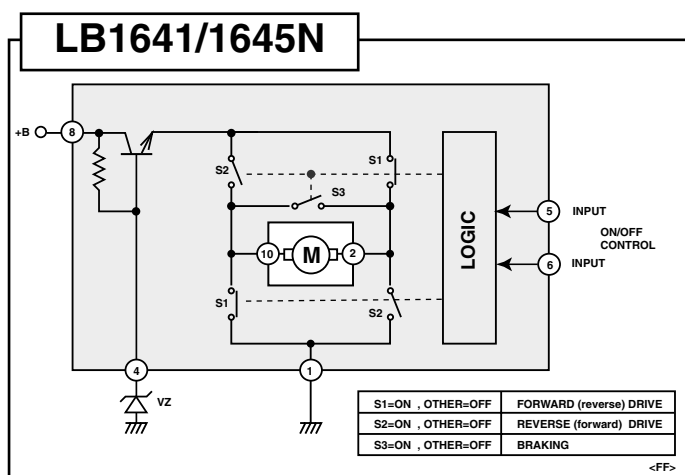 LB1641/1645N
+B
8
S2
S1
S3
10
M
2
S1
S2
LOGIC
5 INPUT
ON/OFF
CONTROL
6 INPUT
4
1
VZ
S1=ON , OTHER=OFF FORWARD (reverse) DRIVE
S2=ON , OTHER=OFF REVERSE (forward) DRIVE
S3=ON , OTHER=OFF BRAKING
<FF>